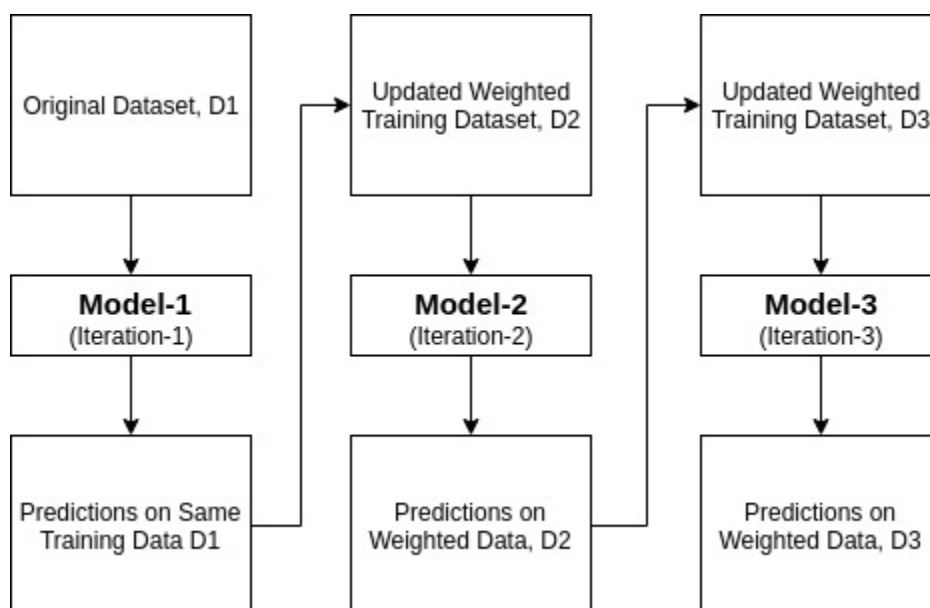 Original Dataset, D1
Updated Weighted
Training Dataset, D2
Updated Weighted
Training Dataset, D3
Model-1
(Iteration-1)
Model-2
(Iteration-2)
Model-3
(Iteration-3)
Predictions on Same
Training Data D1
Predictions on
Weighted Data, D2
Predictions on
Weighted Data, D3